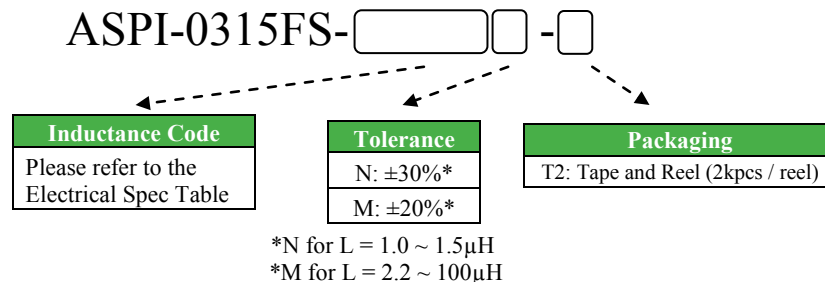 ASPI-0315FS- -
Inductance Code
Please refer to the
Electrical Spec Table
Tolerance
N: ±30%*
M: ±20%*
*N for L = 1.0 ~ 1.5µH
*M for L = 2.2 ~ 100µH
Packaging
T2: Tape and Reel (2kpcs / reel)